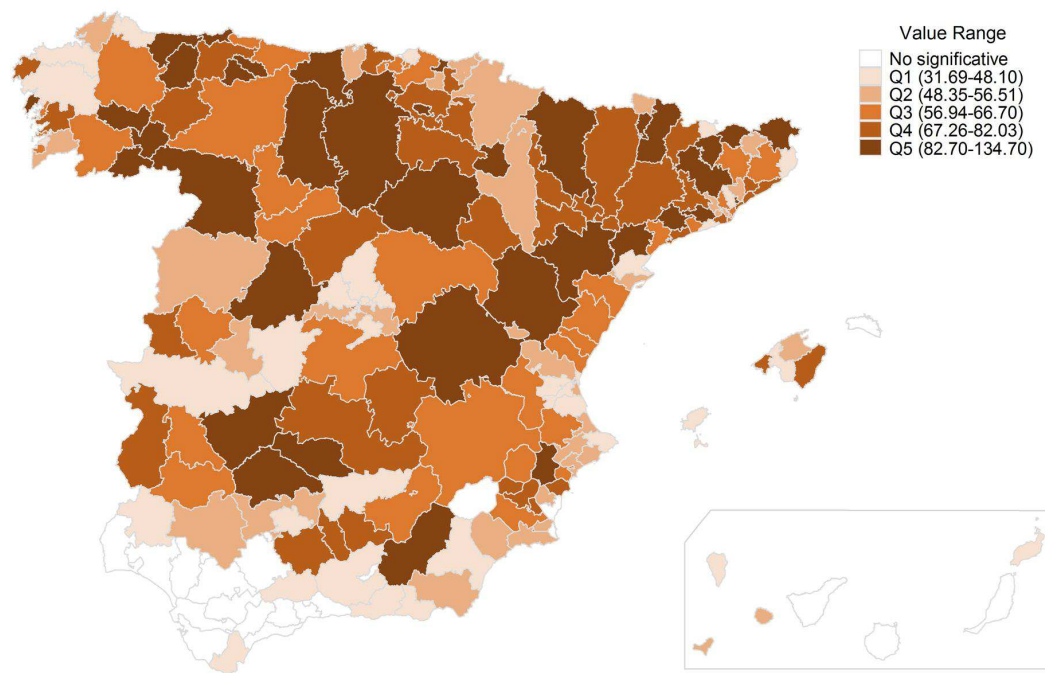 Value Range
No significative
Q1 (31.69-48.10)
Q2 (48.35-56.51)
Q3 (56.94-66.70)
Q4 (67.26-82.03)
Q5 (82.70-134.70)